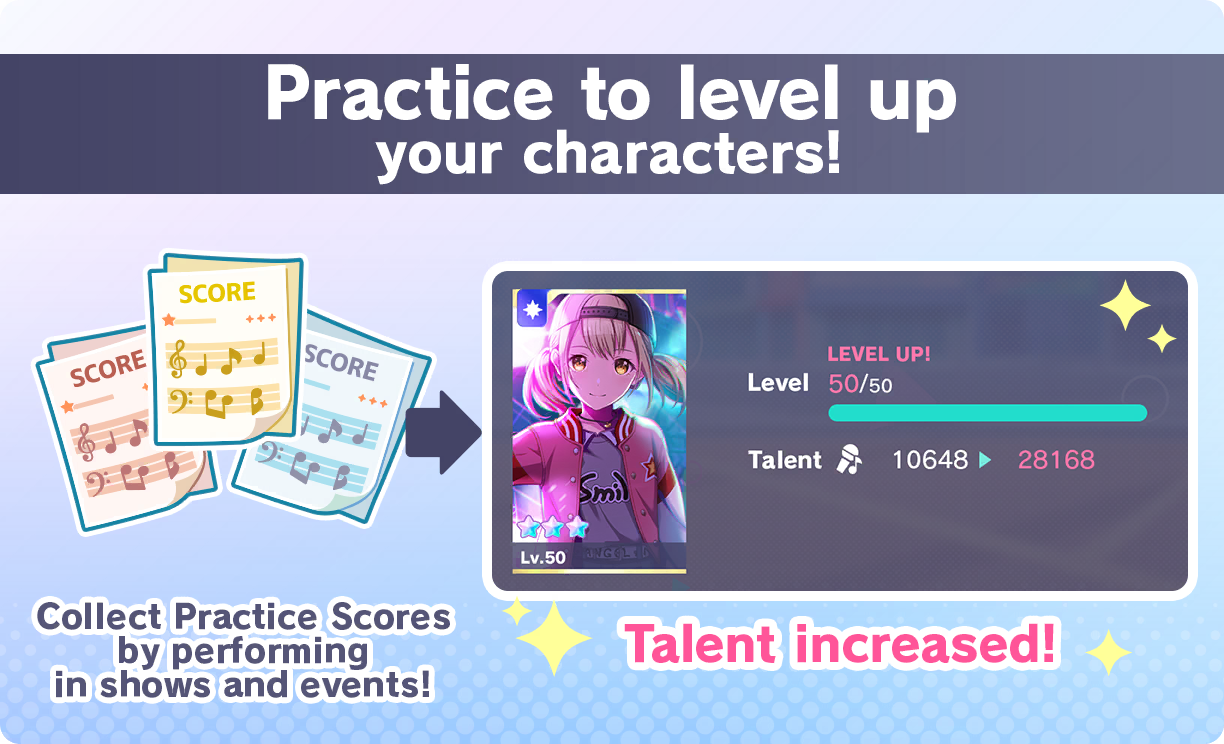 Practice to level up
your characters!
SCORE
SCORE
SCORE
LEVEL UP!
Level 50/50
Talent 10648 28168
Smil
Lv.50
Collect Practice Scores
by performing
in shows and events!
Talent increased!